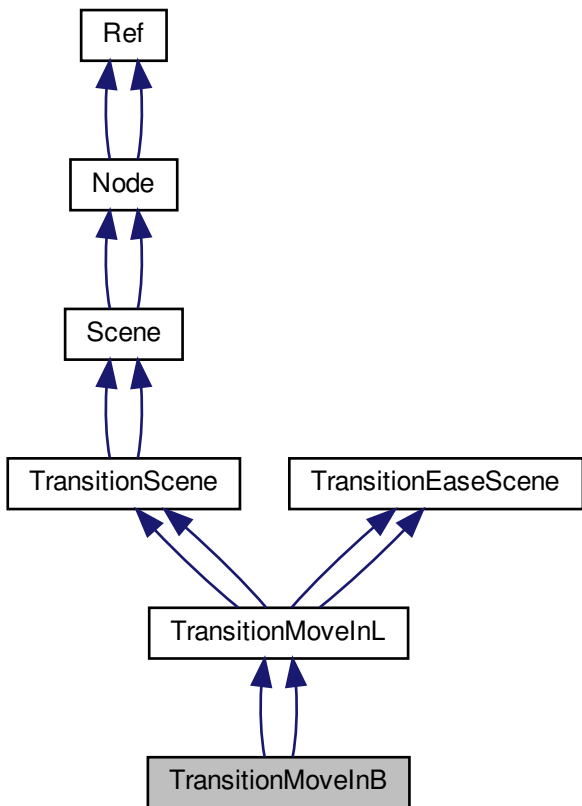 Ref
Node
Scene
TransitionScene
TransitionEaseScene
TransitionMoveInL
TransitionMoveInB